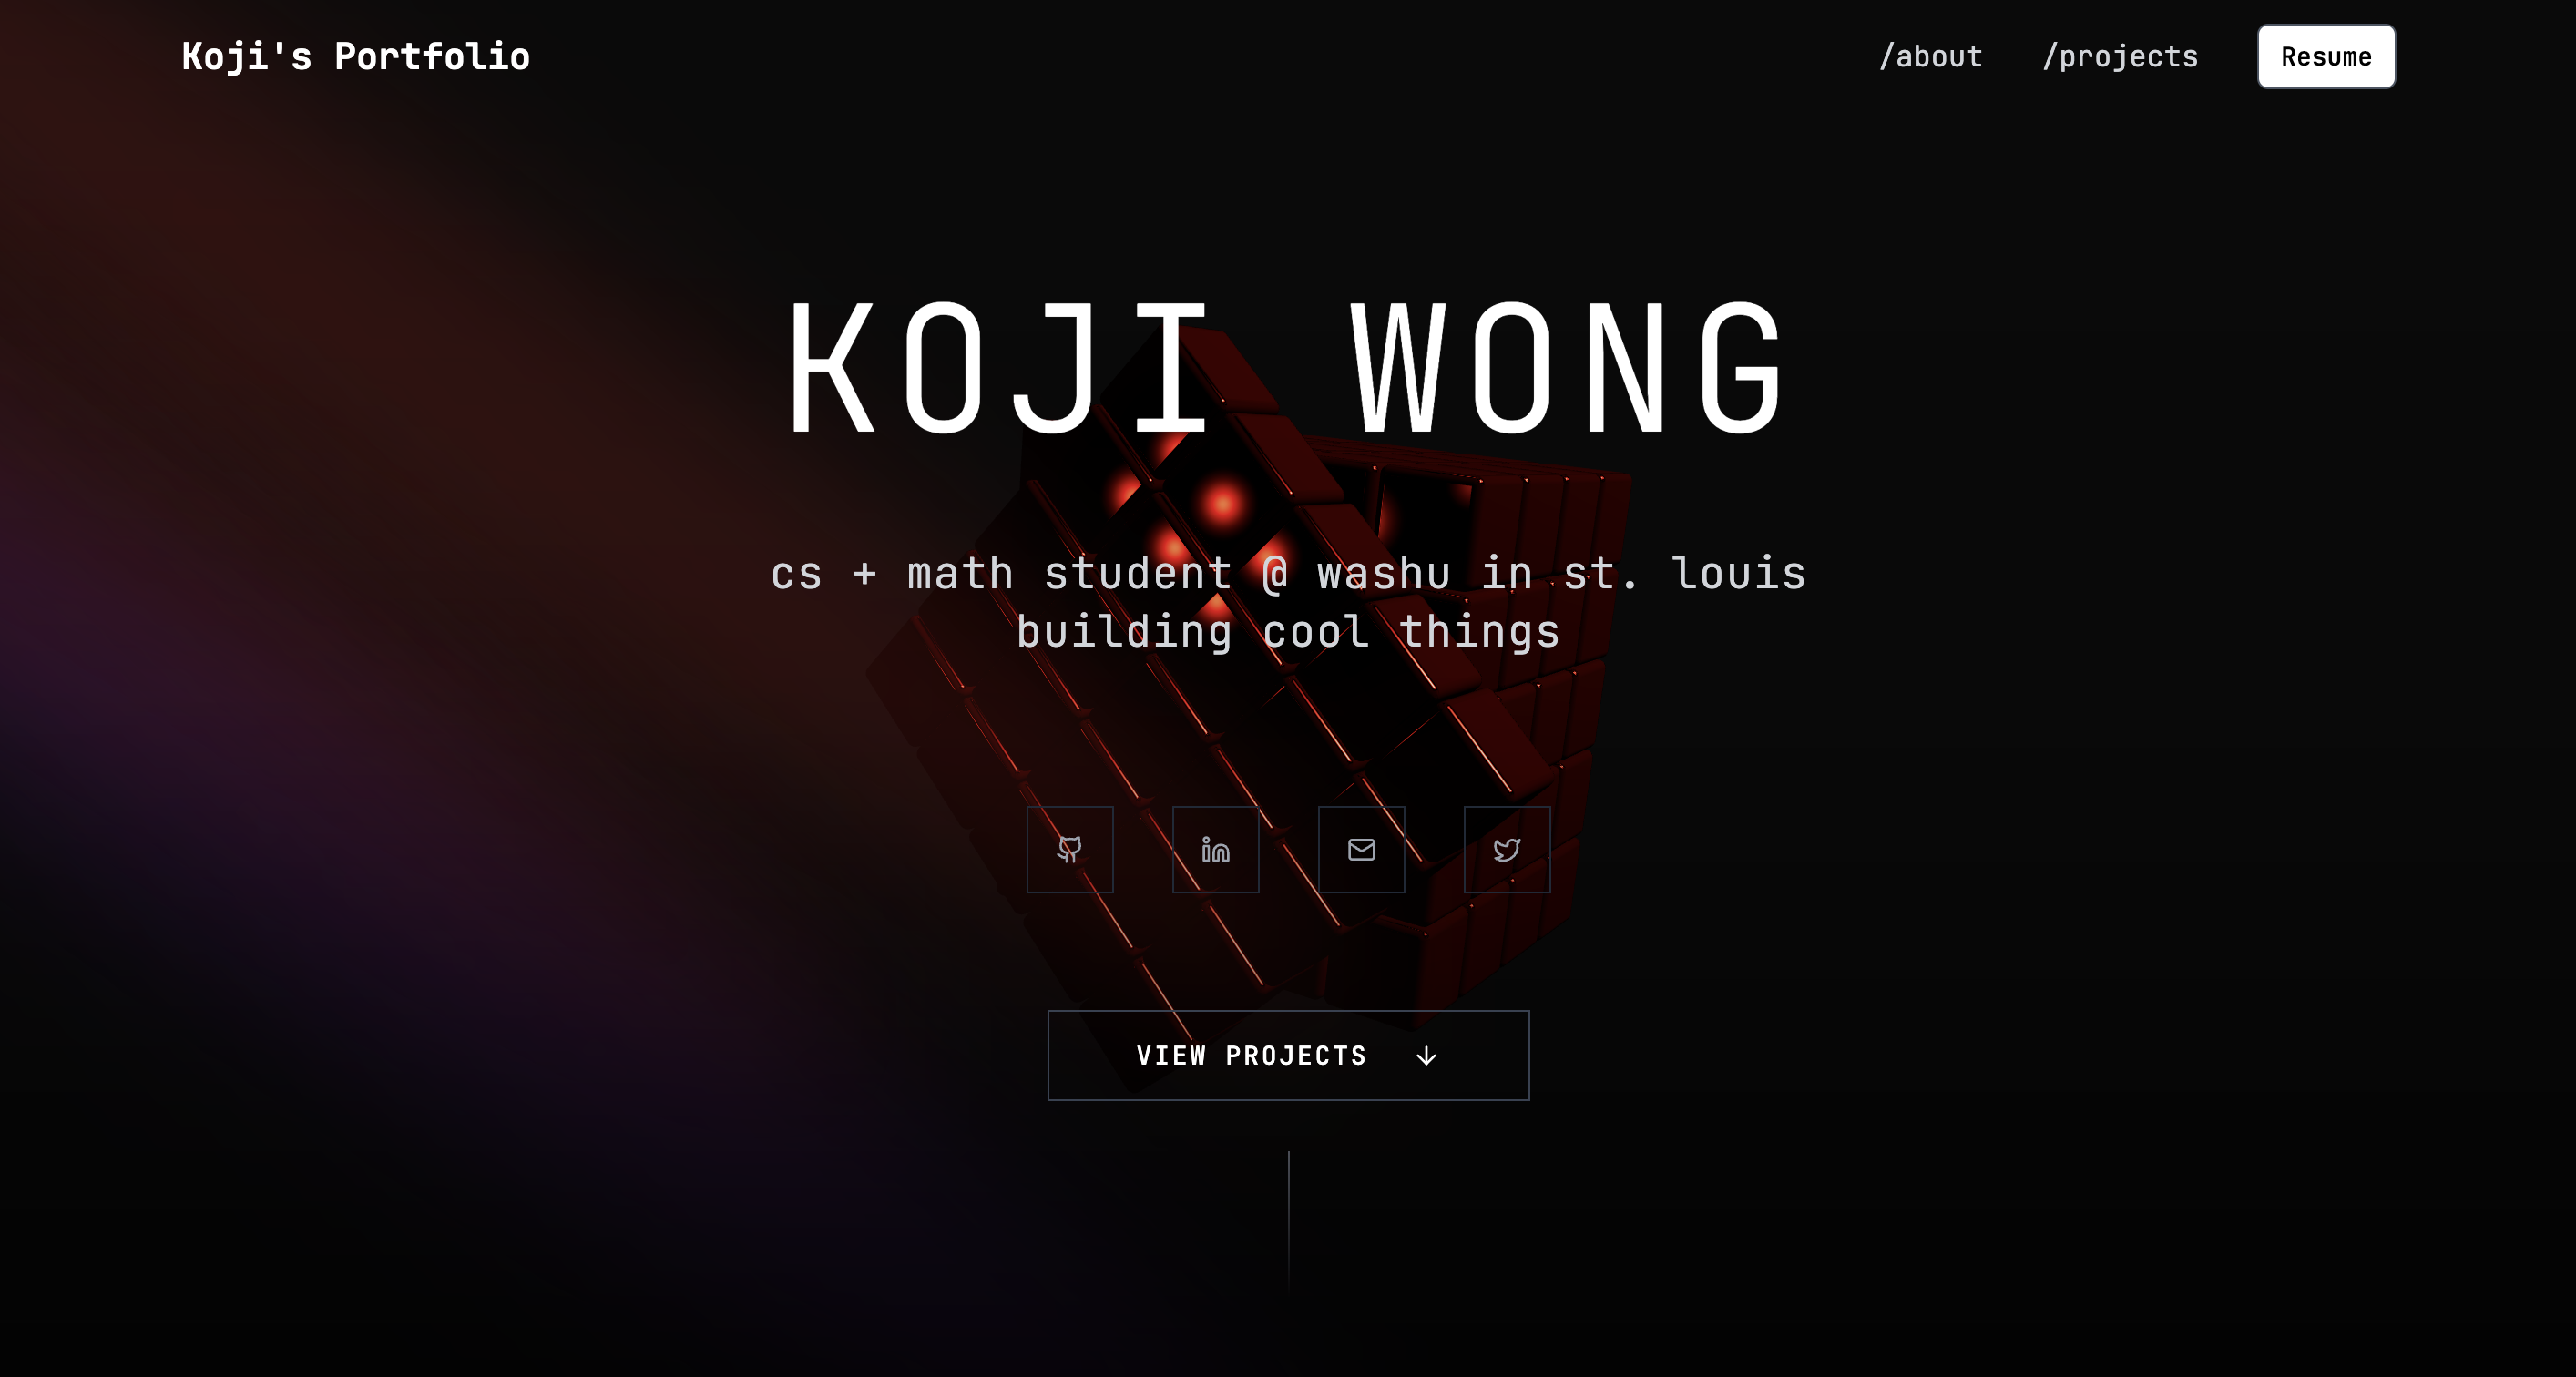 Koji's Portfolio
/about
/projects
Resume
KOJI WONG
cs + math student @ washu in st. louis
building cool things
in
VIEW PROJECTS ↓